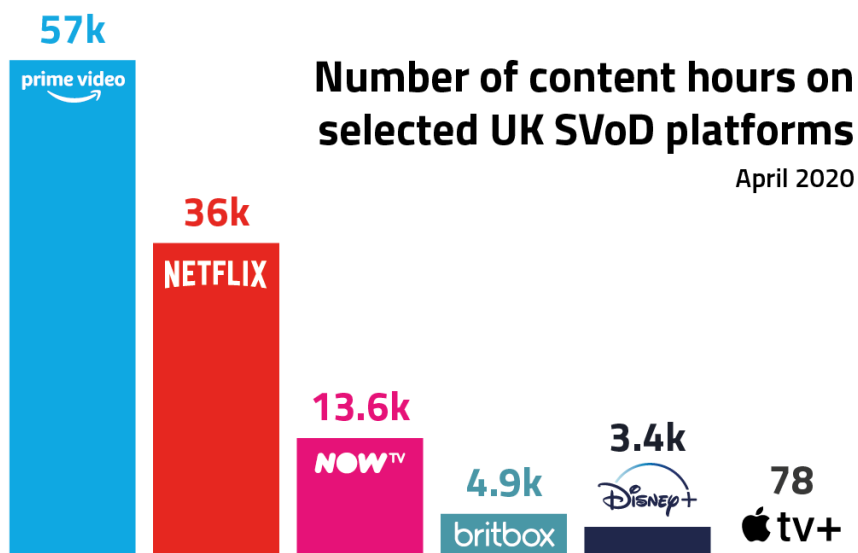 57k
prime video
Number of content hours on
selected UK SVoD platforms
April 2020
36k
NETFLIX
13.6k
NOW TV
4.9k
britbox
3.4k
Disney+
78
tv+